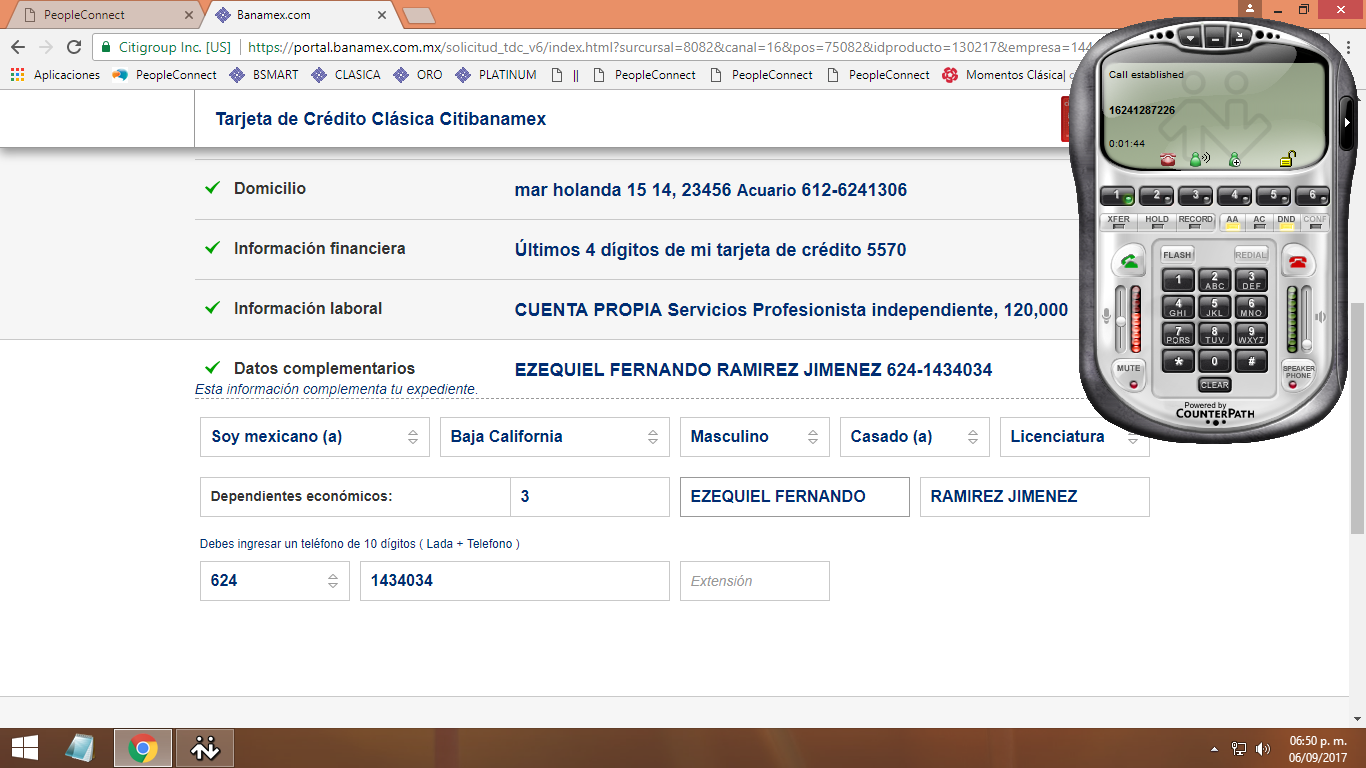 PeopleConnect
Banamex.com
Citigroup Inc. [US]
https://portal.banamex.com.mx/solicitud_tdc_v6/index.html?surcursal=8082&canal=16&pos=75082&idproducto=130217&empresa=144
Aplicaciones PeopleConnect BSMART CLASICA ORO PLATINUM || PeopleConnect PeopleConnect PeopleConnect Momentos Clásica|
Tarjeta de Crédito Clásica Citibanamex
Domicilio mar holanda 15 14, 23456 Acuario 612-6241306
Información financiera Últimos 4 dígitos de mi tarjeta de crédito 5570
Información laboral CUENTA PROPIA Servicios Profesionista independiente, 120,000
Datos complementarios EZEQUIEL FERNANDO RAMIREZ JIMENEZ 624-1434034
Esta información complementa tu expediente.
Soy mexicano (a) Baja California Masculino Casado (a) Licenciatura
Dependientes económicos: 3 EZEQUIEL FERNANDO RAMIREZ JIMENEZ
Debes ingresar un teléfono de 10 dígitos ( Lada + Telefono )
624 1434034 Extensión
Call established
16241287226
0:01:44
1 2 3 4 5 6
XFER HOLD RECORD AA AC DND CONF
FLASH REDIAL
1 2 ABC 3 DEF
4 GHI 5 JKL 6 MNO
7 PQRS 8 TUV 9 WXYZ
* 0 #
MUTE CLEAR SPEAKER PHONE
Powered by
COUNTERPATH
06:50 p. m.
06/09/2017